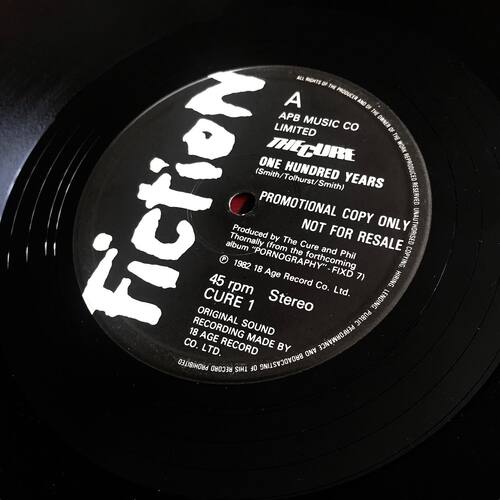 Fiction
A
APB MUSIC CO
LIMITED
THE CURE
ONE HUNDRED YEARS
(Smith/Tolhurst/Smith)
PROMOTIONAL COPY ONLY
NOT FOR RESALE
Produced by The Cure and Phil
Thornally (from the forthcoming
album "PORNOGRAPHY" - FIXD 7)
℗ 1982 18 Age Record Co. Ltd.
45 rpm Stereo
CURE 1
ORIGINAL SOUND
RECORDING MADE BY
18 AGE RECORD
CO. LTD.
ALL RIGHTS OF THE PRODUCER AND OF THE OWNER OF THE WORK REPRODUCED RESERVED. UNAUTHORISED COPYING, HIRING, LENDING, PUBLIC PERFORMANCE AND BROADCASTING OF THIS RECORD PROHIBITED